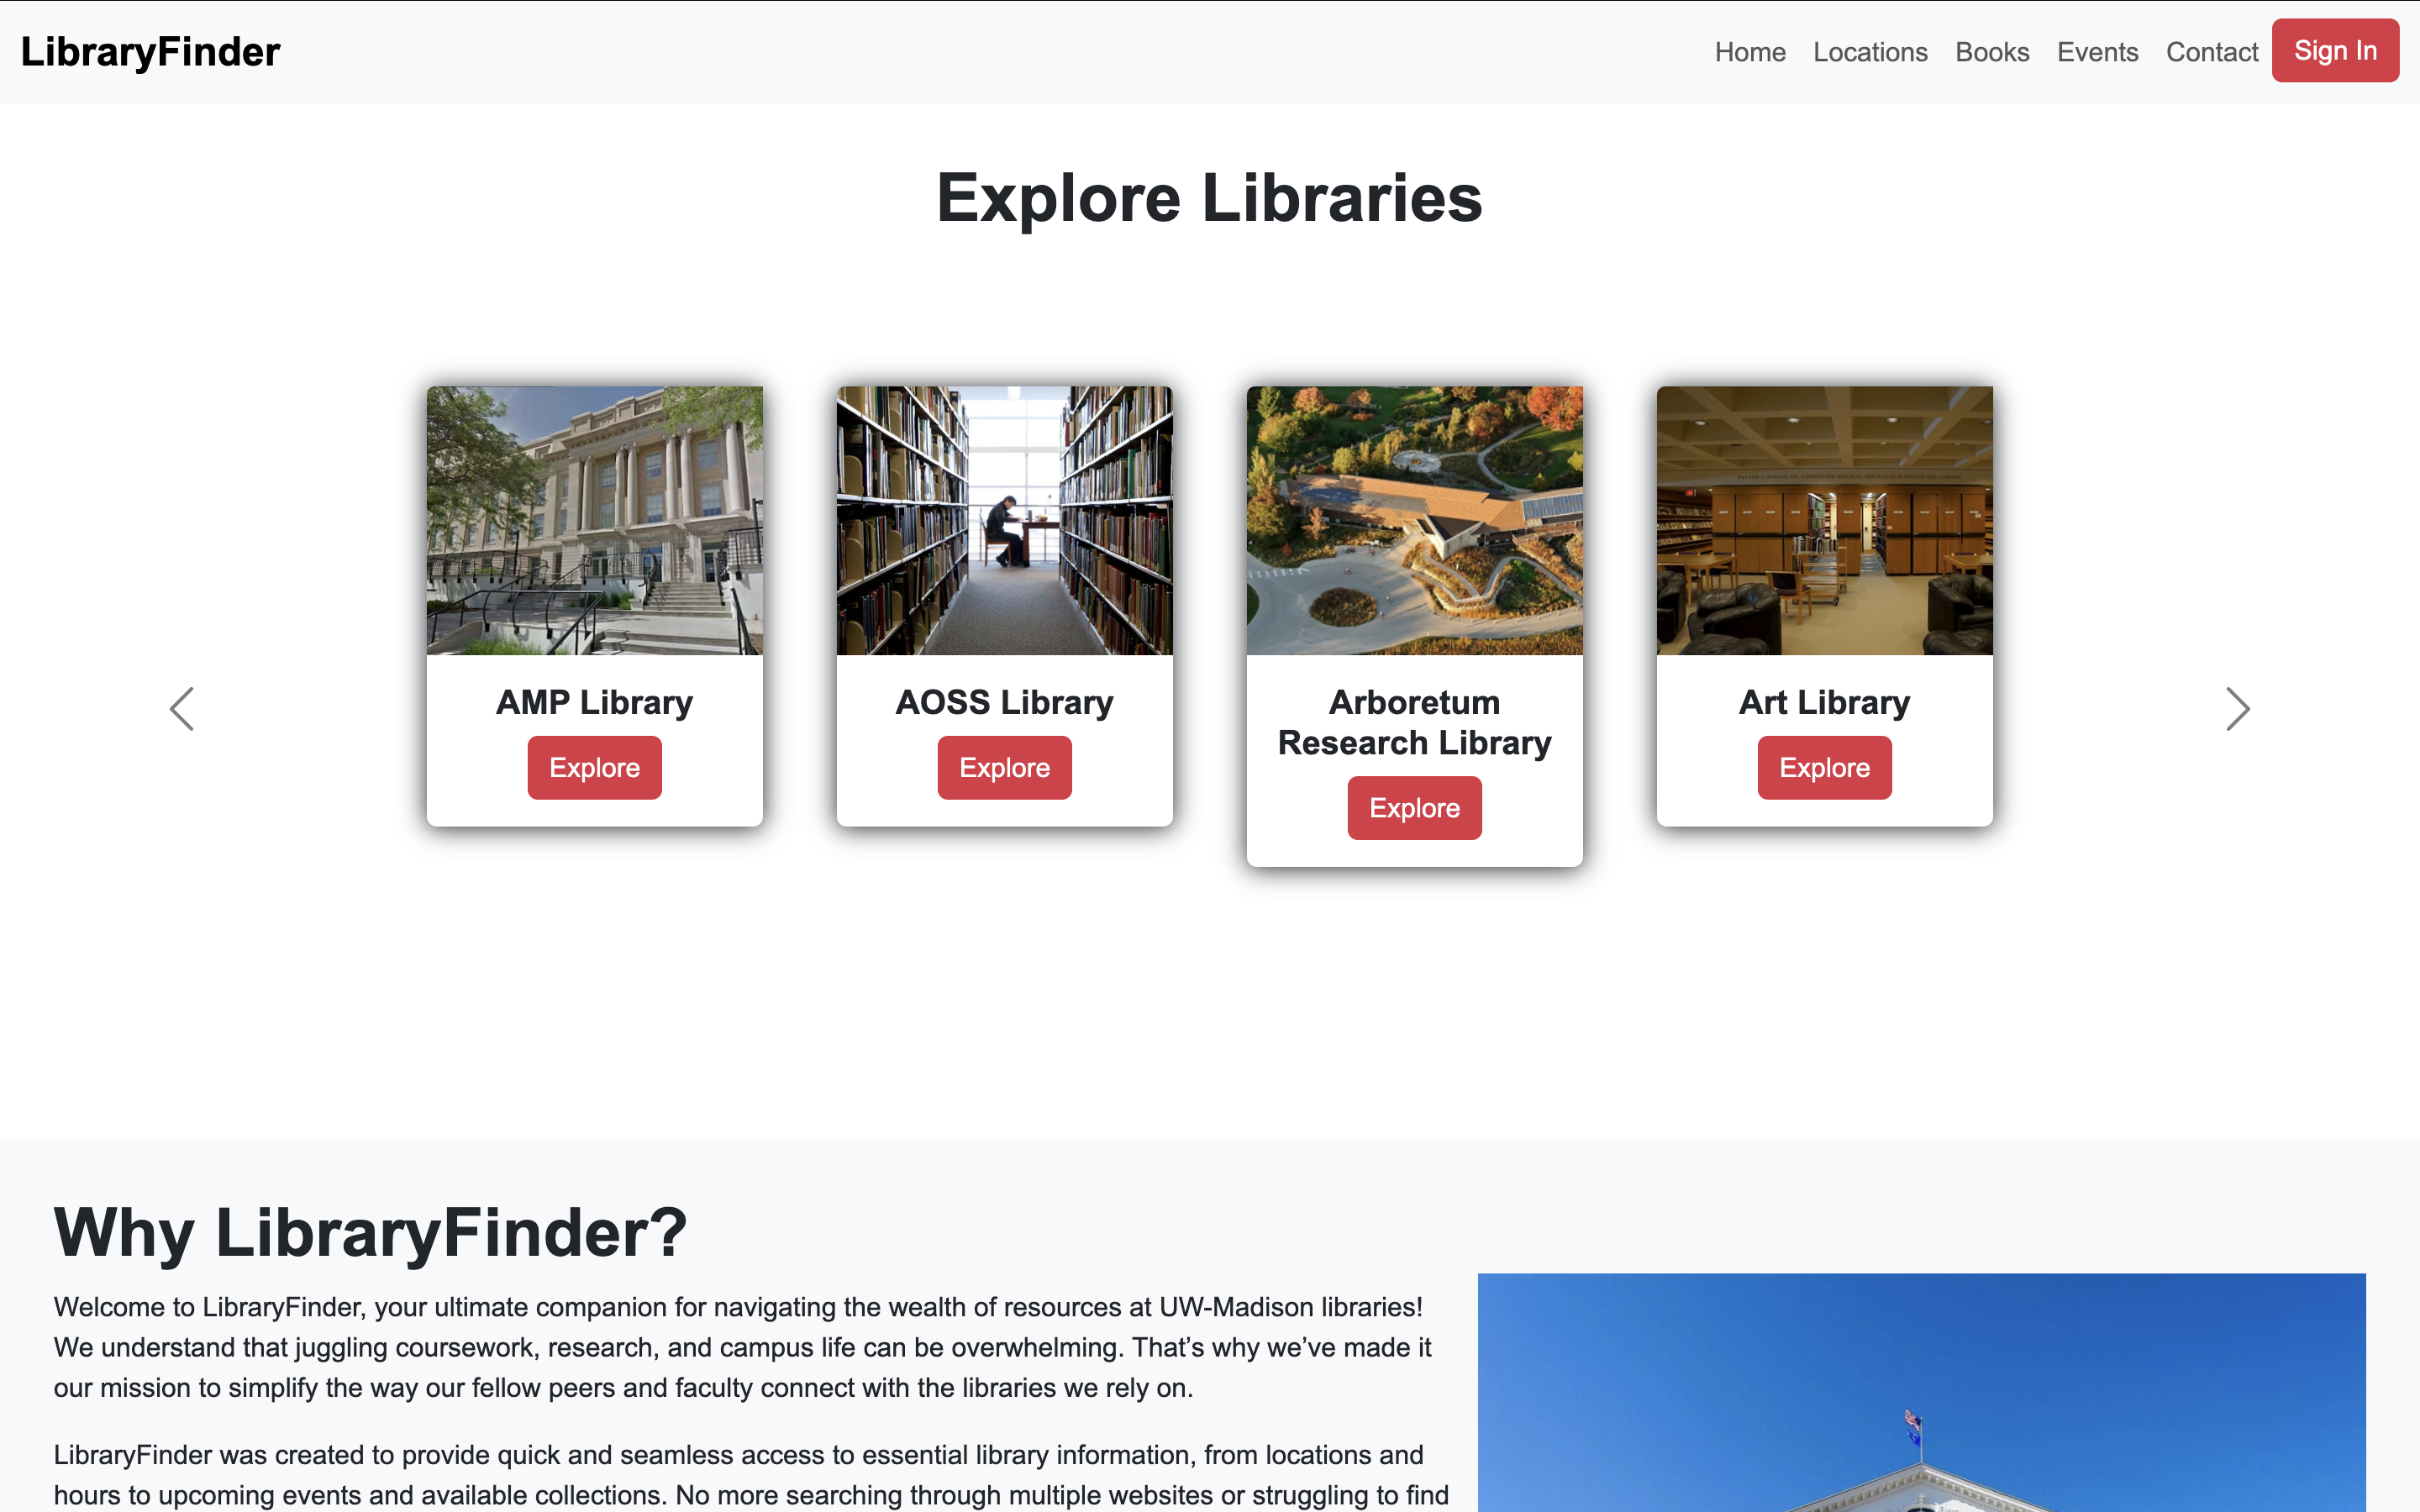 LibraryFinder
Home Locations Books Events Contact Sign In
Explore Libraries
AMP Library
Explore
AOSS Library
Explore
Arboretum
Research Library
Explore
Art Library
Explore
Why LibraryFinder?
Welcome to LibraryFinder, your ultimate companion for navigating the wealth of resources at UW-Madison libraries!
We understand that juggling coursework, research, and campus life can be overwhelming. That’s why we’ve made it
our mission to simplify the way our fellow peers and faculty connect with the libraries we rely on.
LibraryFinder was created to provide quick and seamless access to essential library information, from locations and
hours to upcoming events and available collections. No more searching through multiple websites or struggling to find